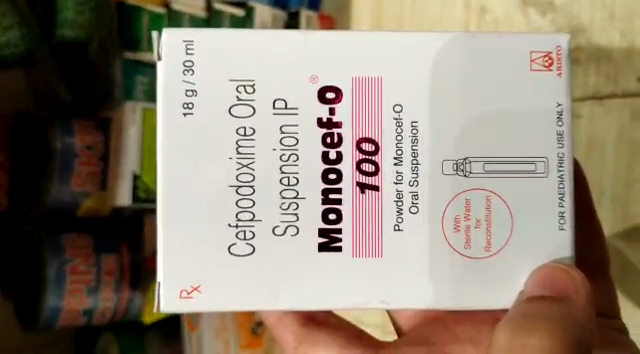 18 g / 30 ml
Rx
Cefpodoxime Oral
Suspension IP
Monocef-O®
100
Powder for Monocef-O
Oral Suspension
With
Sterile Water
for
Reconstitution
FOR PAEDIATRIC USE ONLY
ARISTO